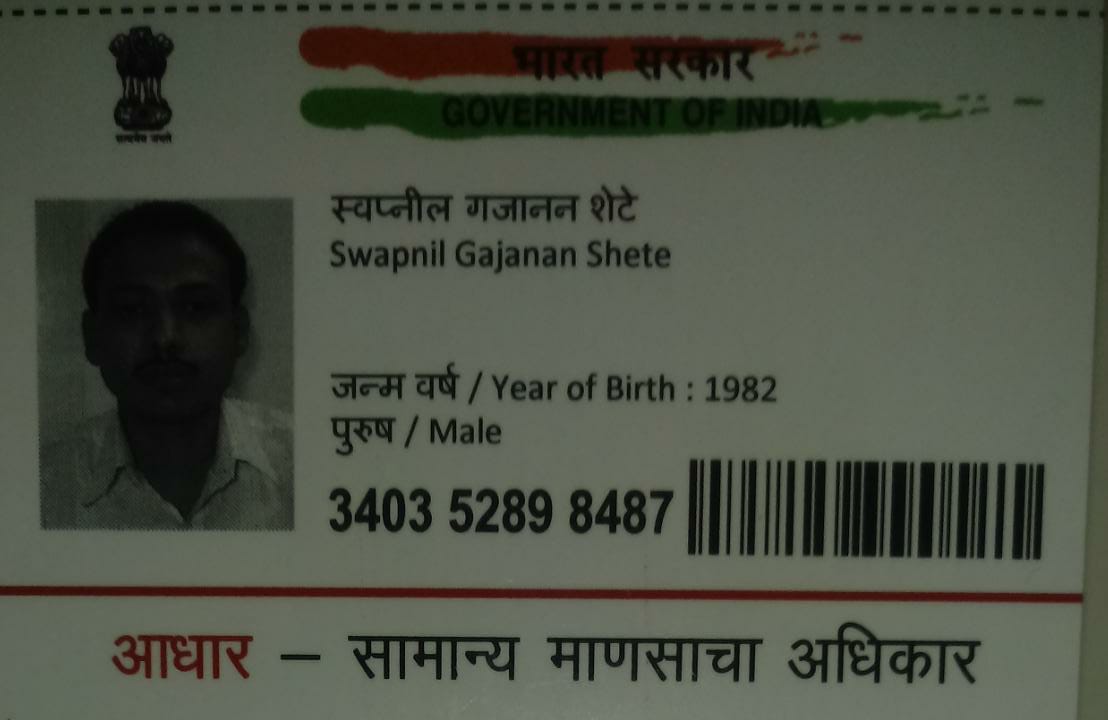 भारत सरकार
GOVERNMENT OF INDIA
सत्यमेव जयते
स्वप्नील गजानन शेटे
Swapnil Gajanan Shete
जन्म वर्ष / Year of Birth : 1982
पुरुष / Male
3403 5289 8487
आधार – सामान्य माणसाचा अधिकार